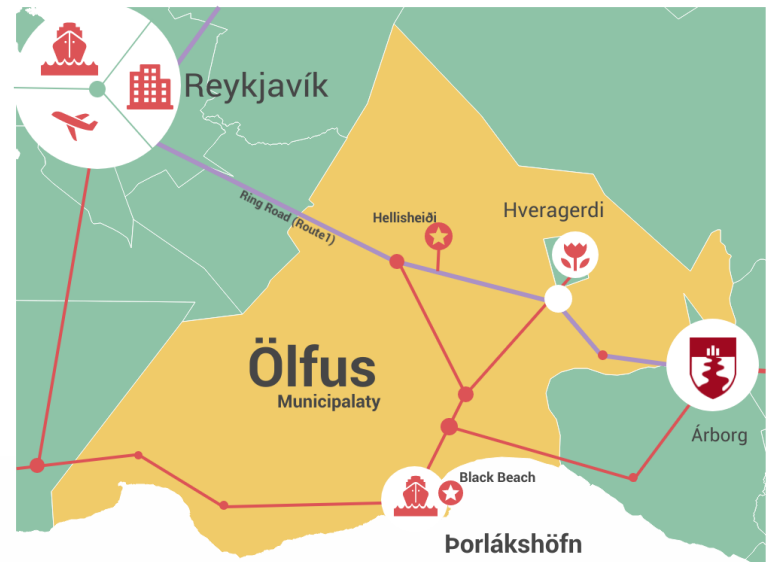 Reykjavík
Ring Road (Route1)
Hellisheiði
Hveragerdi
Ölfus
Municipalaty
Árborg
Black Beach
Þorlákshöfn